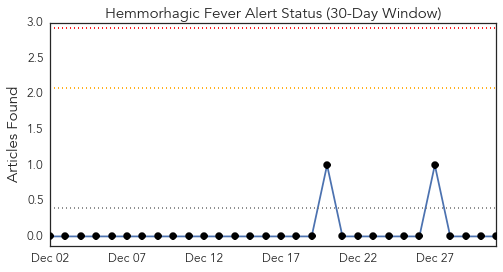 Hemmorhagic Fever Alert Status (30-Day Window)
Articles Found
3.0
2.5
2.0
1.5
1.0
0.5
0.0
Dec 02 Dec 07 Dec 12 Dec 17 Dec 22 Dec 27